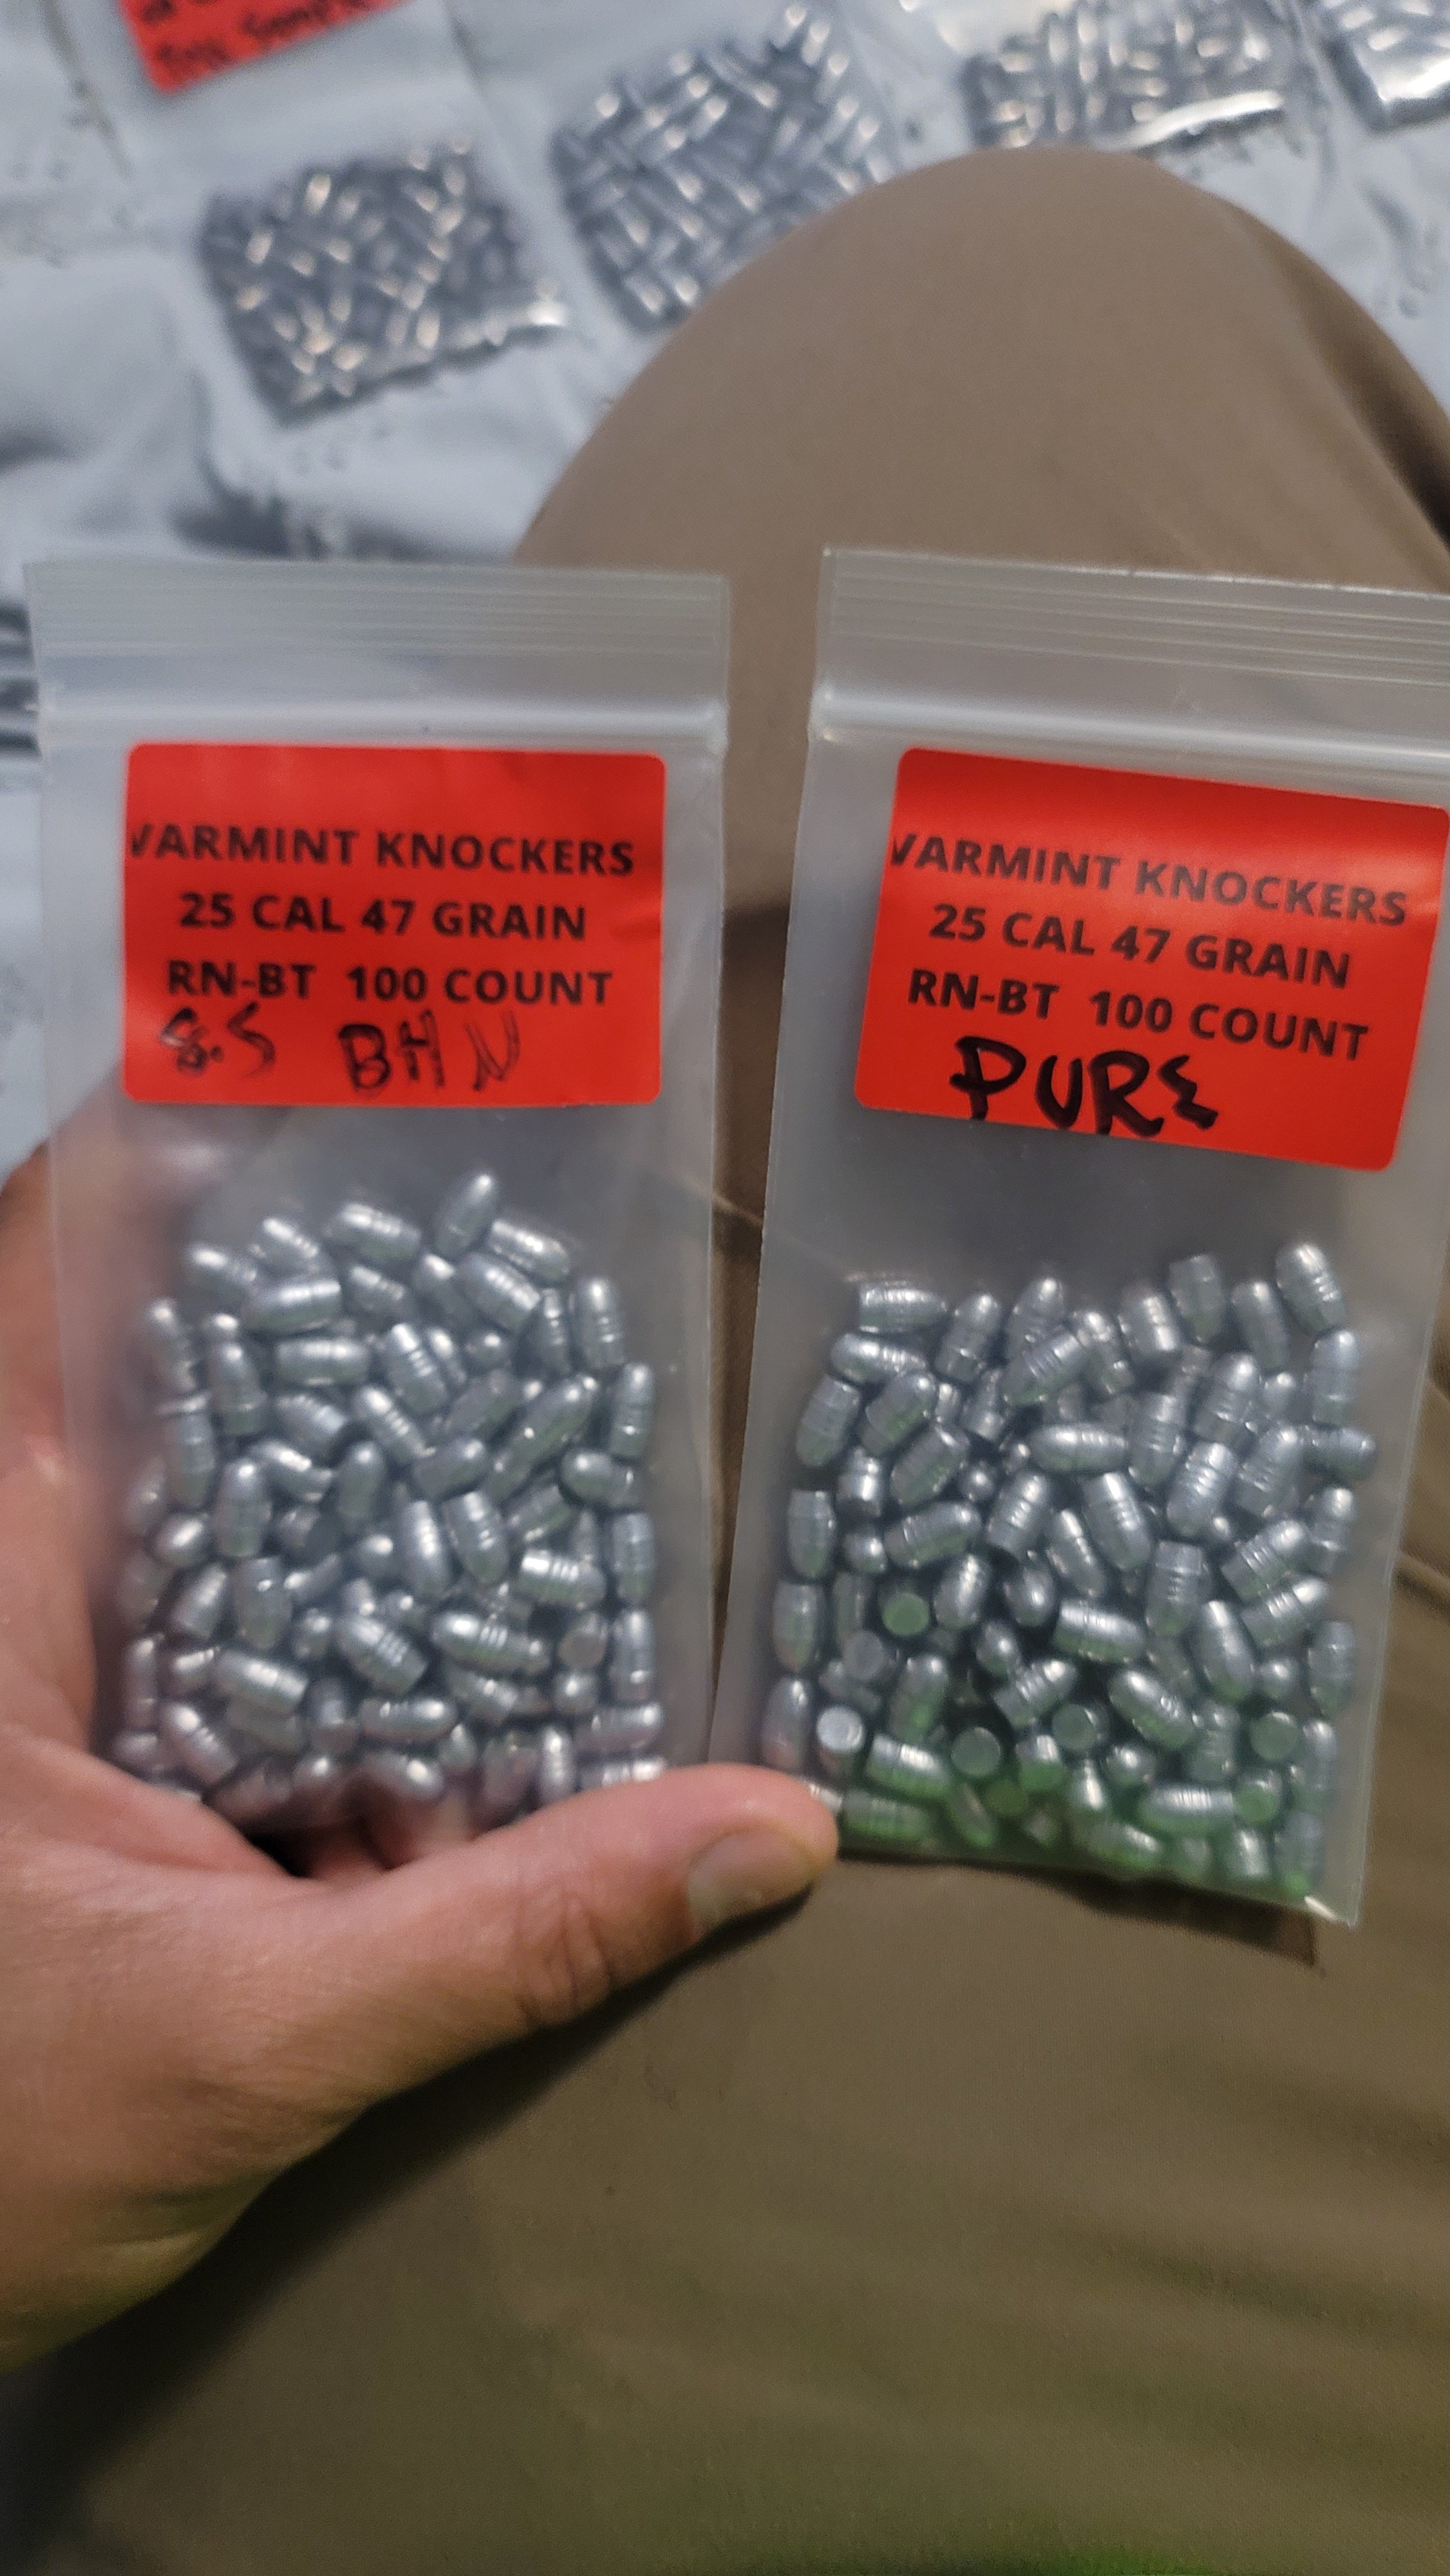 VARMINT KNOCKERS
25 CAL 47 GRAIN
RN-BT 100 COUNT
8.5 BHN
VARMINT KNOCKERS
25 CAL 47 GRAIN
RN-BT 100 COUNT
PURE